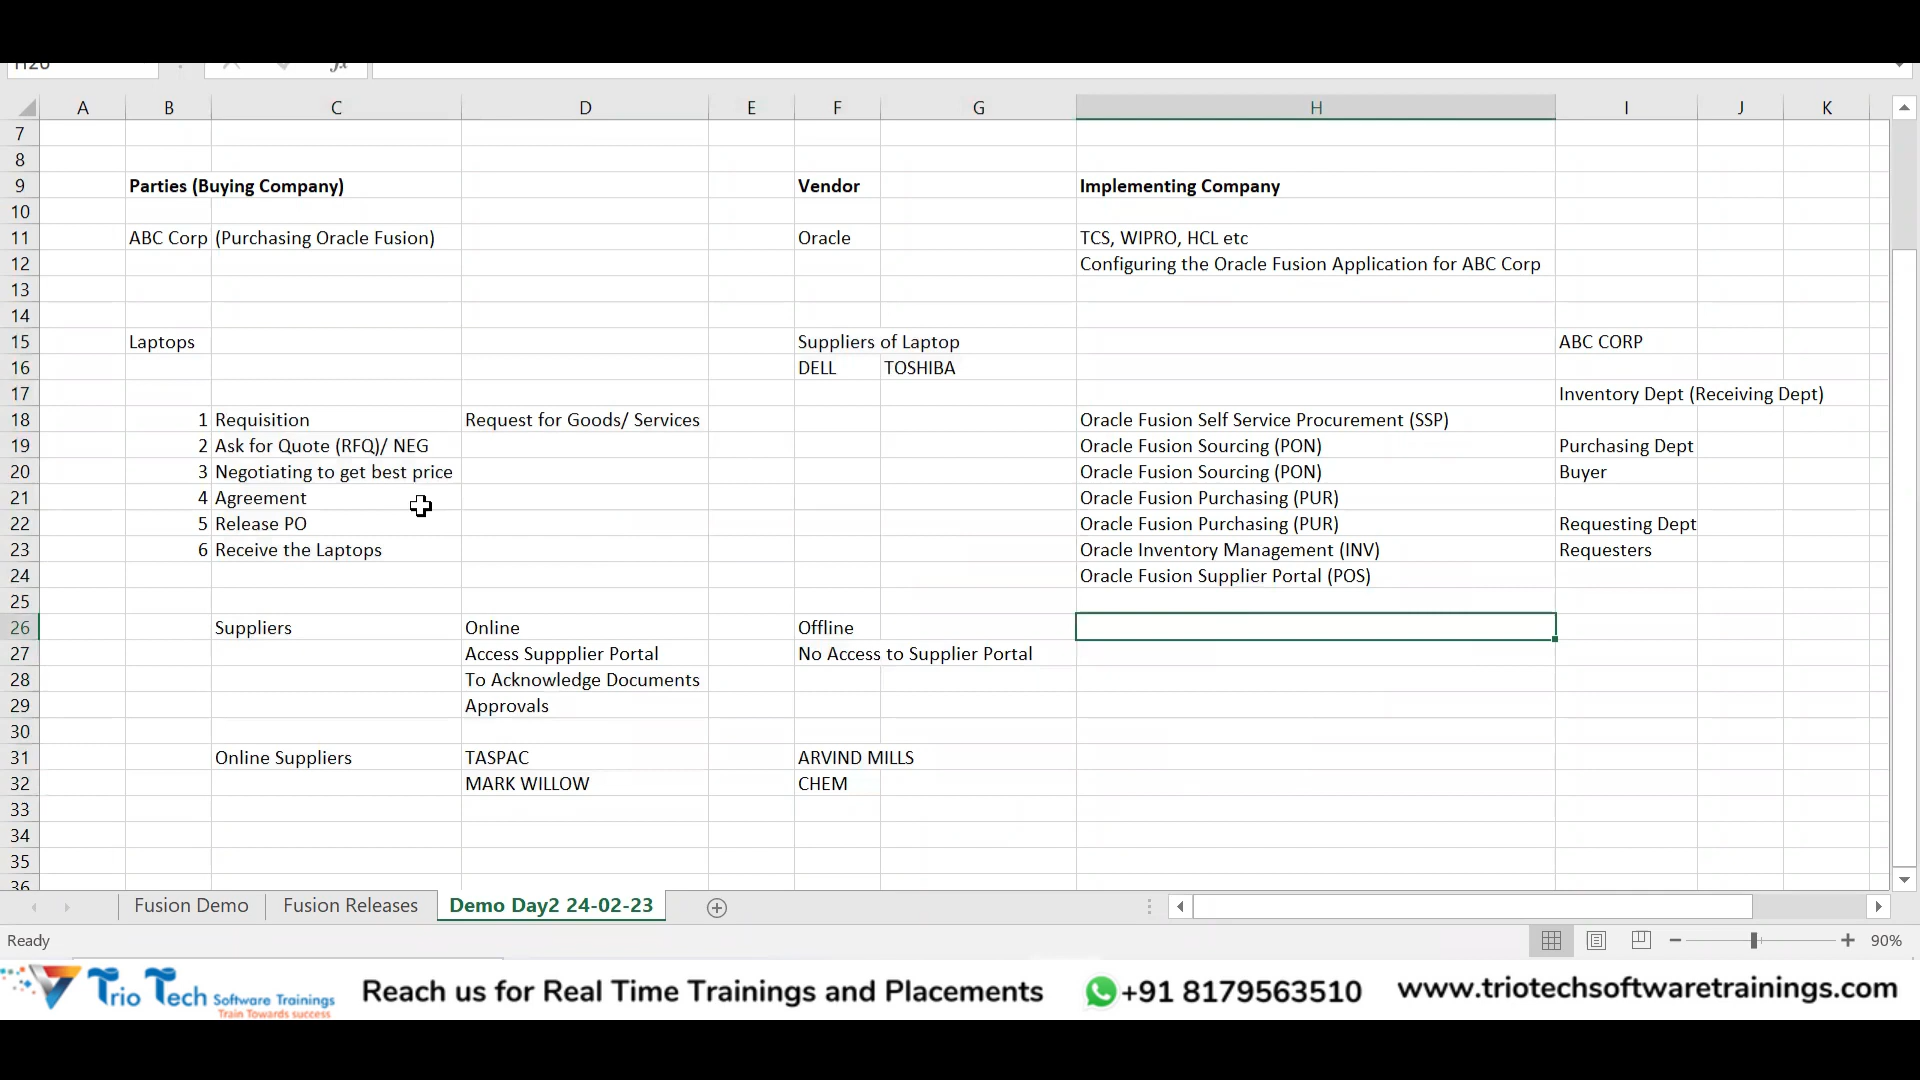 H26
fx
A B C D E F G H I J K
7
8
9 Parties (Buying Company) Vendor Implementing Company
10
11 ABC Corp (Purchasing Oracle Fusion) Oracle TCS, WIPRO, HCL etc
12 Configuring the Oracle Fusion Application for ABC Corp
13
14
15 Laptops Suppliers of Laptop ABC CORP
16 DELL TOSHIBA
17 Inventory Dept (Receiving Dept)
18 1 Requisition Request for Goods/ Services Oracle Fusion Self Service Procurement (SSP)
19 2 Ask for Quote (RFQ)/ NEG Oracle Fusion Sourcing (PON) Purchasing Dept
20 3 Negotiating to get best price Oracle Fusion Sourcing (PON) Buyer
21 4 Agreement Oracle Fusion Purchasing (PUR)
22 5 Release PO Oracle Fusion Purchasing (PUR) Requesting Dept
23 6 Receive the Laptops Oracle Inventory Management (INV) Requesters
24 Oracle Fusion Supplier Portal (POS)
25
26 Suppliers Online Offline
27 Access Suppplier Portal No Access to Supplier Portal
28 To Acknowledge Documents
29 Approvals
30
31 Online Suppliers TASPAC ARVIND MILLS
32 MARK WILLOW CHEM
33
34
35
36
Fusion Demo Fusion Releases Demo Day2 24-02-23
Ready 90%
Trio Tech Software Trainings
Train Towards success
Reach us for Real Time Trainings and Placements +91 8179563510 www.triotechsoftwaretrainings.com